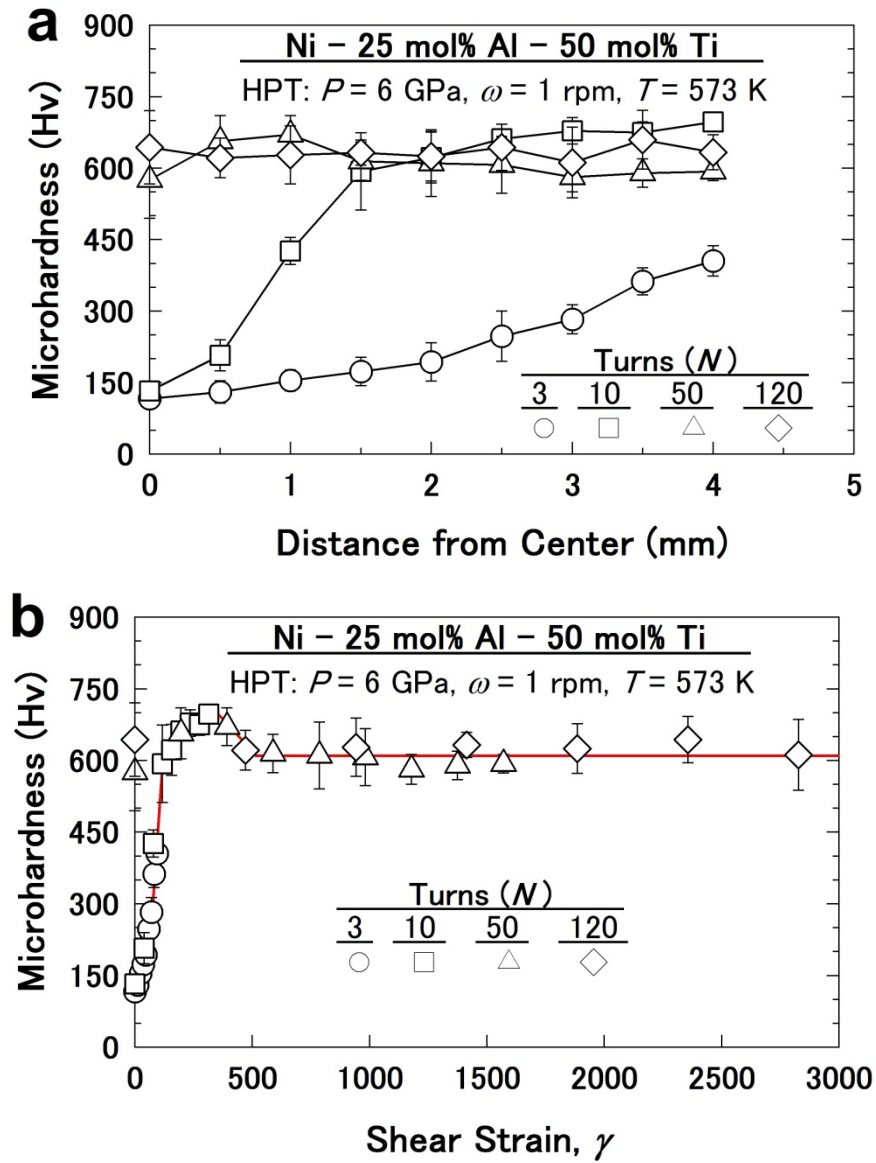 a
Ni – 25 mol% Al – 50 mol% Ti
HPT: P = 6 GPa, ω = 1 rpm, T = 573 K
Microhardness (Hv)
900
750
600
450
300
150
0
Turns (N)
3 10 50 120
0 1 2 3 4 5
Distance from Center (mm)
b
Ni – 25 mol% Al – 50 mol% Ti
HPT: P = 6 GPa, ω = 1 rpm, T = 573 K
Microhardness (Hv)
900
750
600
450
300
150
0
Turns (N)
3 10 50 120
0 500 1000 1500 2000 2500 3000
Shear Strain, γ